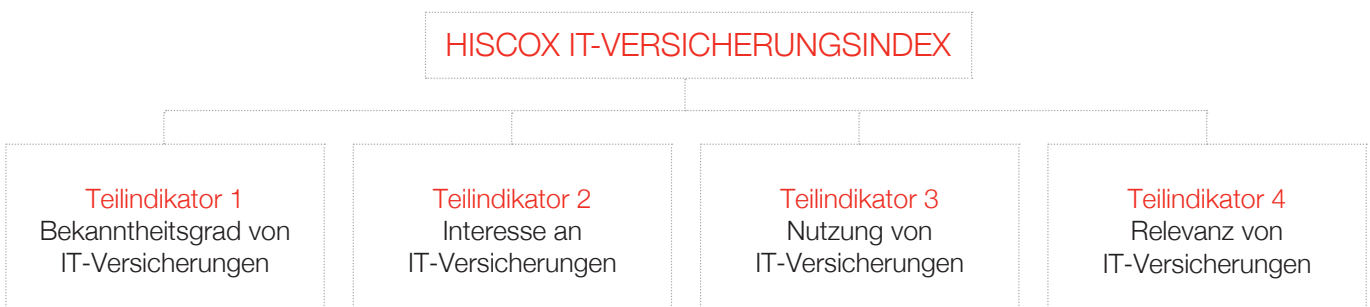 HISCOX IT-VERSICHERUNGSINDEX
Teilindikator 1
Bekanntheitsgrad von
IT-Versicherungen
Teilindikator 2
Interesse an
IT-Versicherungen
Teilindikator 3
Nutzung von
IT-Versicherungen
Teilindikator 4
Relevanz von
IT-Versicherungen